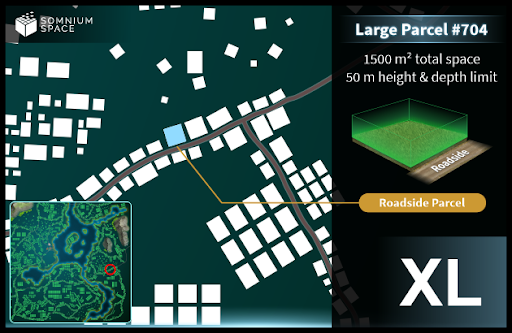 SOMNIUM
SPACE
Large Parcel #704
1500 m² total space
50 m height & depth limit
Roadside
Roadside Parcel
XL